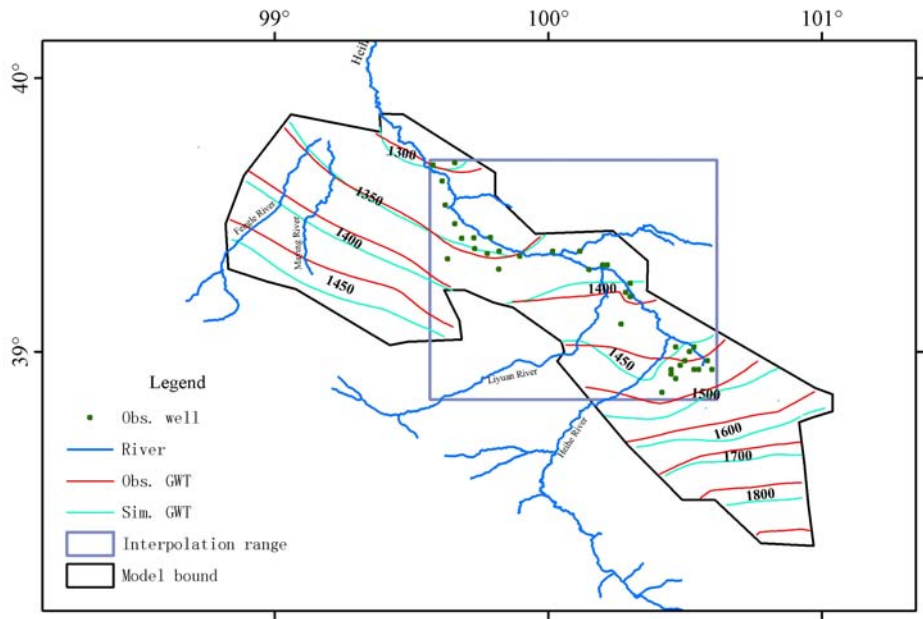 99°
100°
101°
40°
39°
Heih
1300
1350
1400
1450
Fengle River
Maying River
1400
1450
1500
1600
1700
1800
Liyuan River
Heihe River
Legend
Obs. well
River
Obs. GWT
Sim. GWT
Interpolation range
Model bound